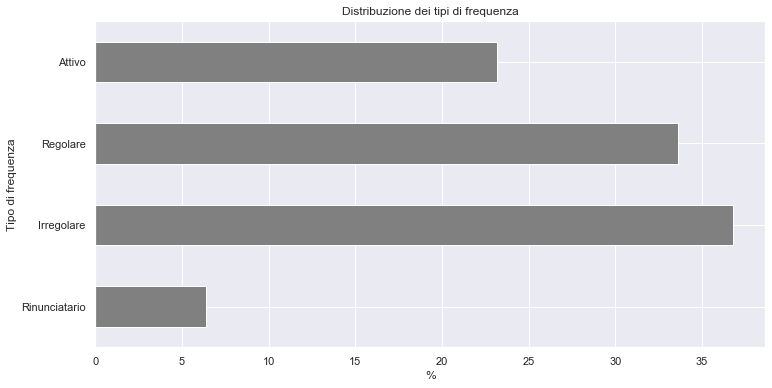 Distribuzione dei tipi di frequenza
Tipo di frequenza
Attivo
Regolare
Irregolare
Rinunciatario
0 5 10 15 20 25 30 35
%